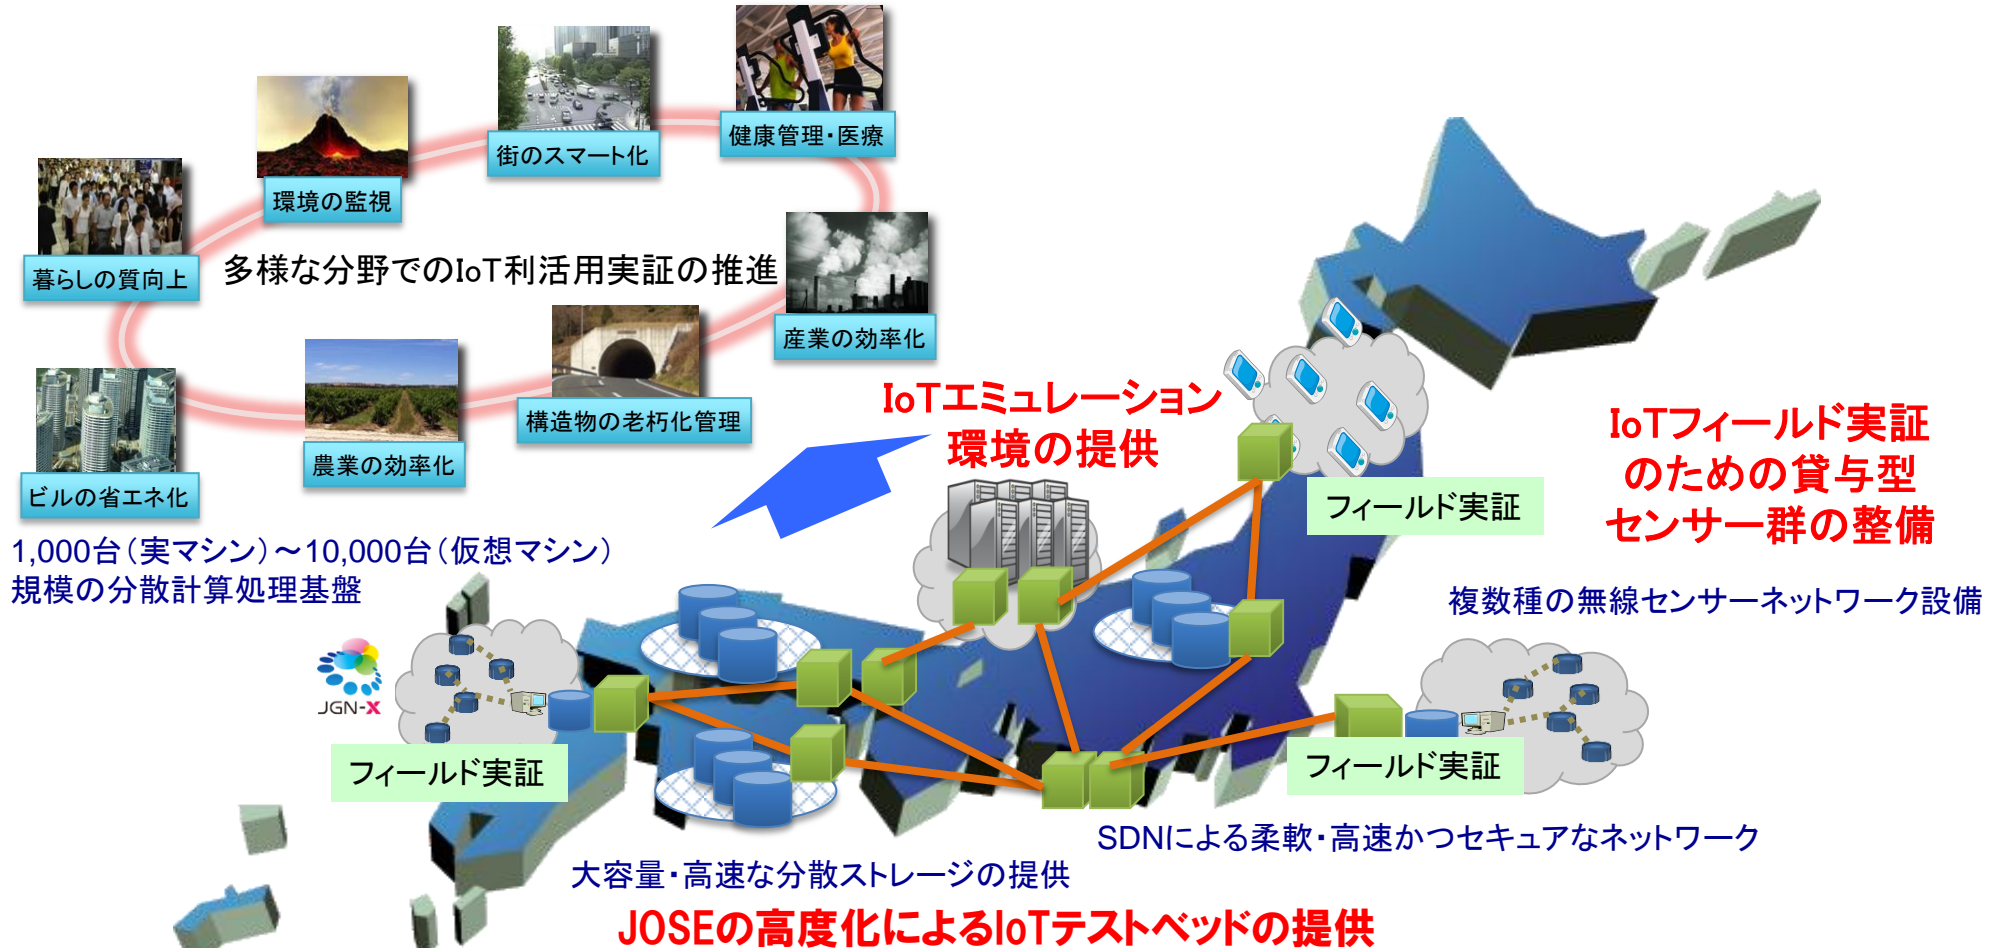 街のスマート化
健康管理・医療
環境の監視
暮らしの質向上
多様な分野でのIoT利活用実証の推進
産業の効率化
構造物の老朽化管理
農業の効率化
ビルの省エネ化
IoTエミュレーション
環境の提供
IoTフィールド実証
のための貸与型
センサー群の整備
フィールド実証
1,000台（実マシン）～10,000台（仮想マシン）
規模の分散計算処理基盤
複数種の無線センサーネットワーク設備
JGN-X
フィールド実証
フィールド実証
SDNによる柔軟・高速かつセキュアなネットワーク
大容量・高速な分散ストレージの提供
JOSEの高度化によるIoTテストベッドの提供